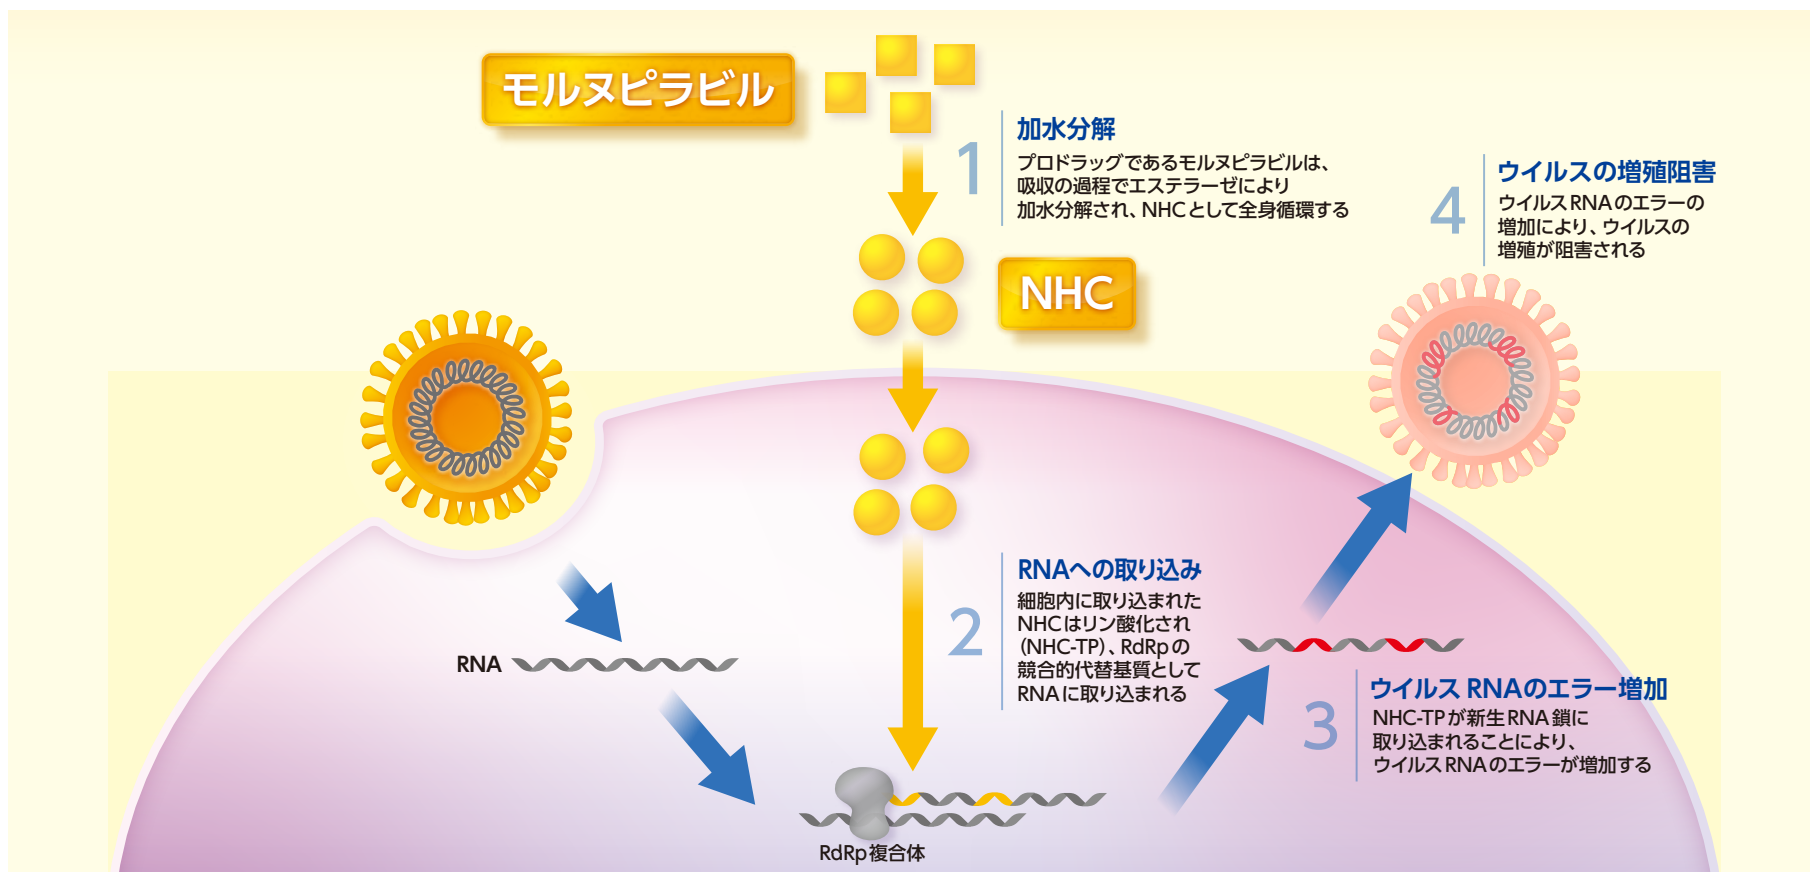 モルヌピラビル
1
加水分解
プロドラッグであるモルヌピラビルは、
吸収の過程でエステラーゼにより
加水分解され、NHCとして全身循環する
NHC
2
RNAへの取り込み
細胞内に取り込まれた
NHCはリン酸化され
（NHC-TP）、RdRpの
競合的代替基質として
RNAに取り込まれる
RNA
RdRp複合体
3
ウイルス RNAのエラー増加
NHC-TPが新生RNA鎖に
取り込まれることにより、
ウイルスRNAのエラーが増加する
4
ウイルスの増殖阻害
ウイルスRNAのエラーの
増加により、ウイルスの
増殖が阻害される